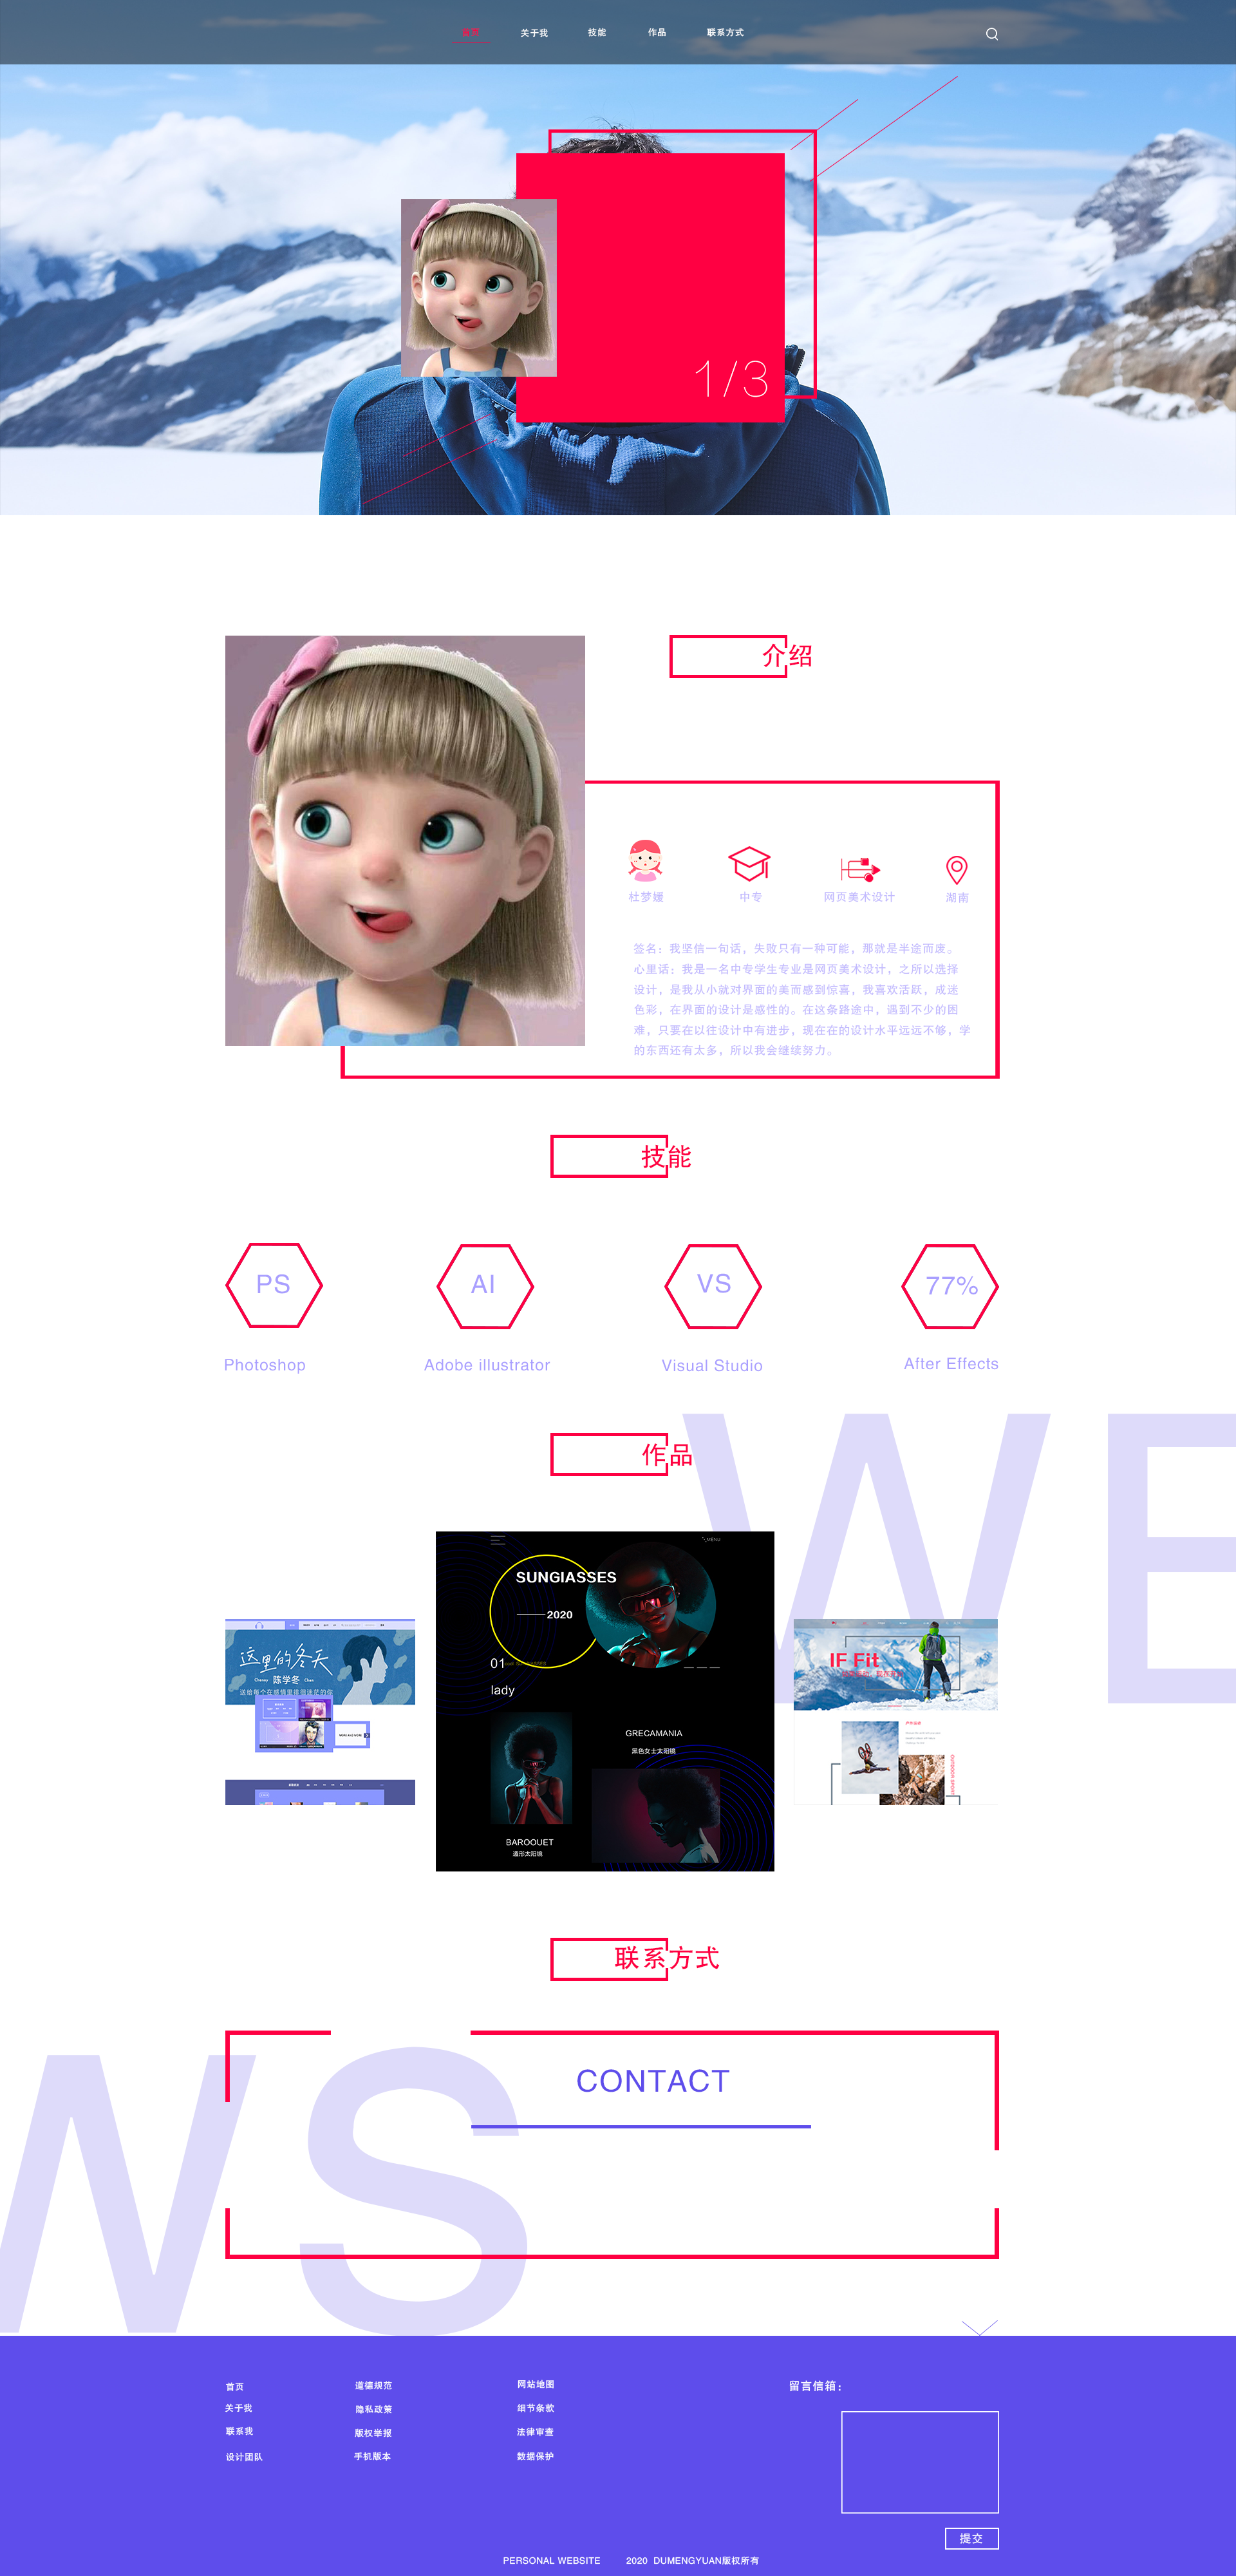 首页 关于我 技能 作品 联系方式
1/3
介绍
杜梦媛 中专 网页美术设计 湖南
签名：我坚信一句话，失败只有一种可能，那就是半途而废。
心里话：我是一名中专学生专业是网页美术设计，之所以选择
设计，是我从小就对界面的美而感到惊喜，我喜欢活跃，成迷
色彩，在界面的设计是感性的。在这条路途中，遇到不少的困
难，只要在以往设计中有进步，现在在的设计水平远远不够，学
的东西还有太多，所以我会继续努力。
技能
PS AI VS 77%
Photoshop Adobe illustrator Visual Studio After Effects
WE
作品
MENU
SUNGIASSES
2020
01
lady
GRECAMANIA
黑色女士太阳镜
BAROOUET
遁形太阳镜
这里的冬天
陈学冬
送给每个在感情里徘徊迷茫的你
IF Fit
户外运动
OUTDOOR SPORTS
联系方式
WS
CONTACT
首页 道德规范 网站地图 留言信箱：
关于我 隐私政策 细节条款
联系我 版权举报 法律审查
设计团队 手机版本 数据保护
提交
PERSONAL WEBSITE 2020 DUMENGYUAN版权所有